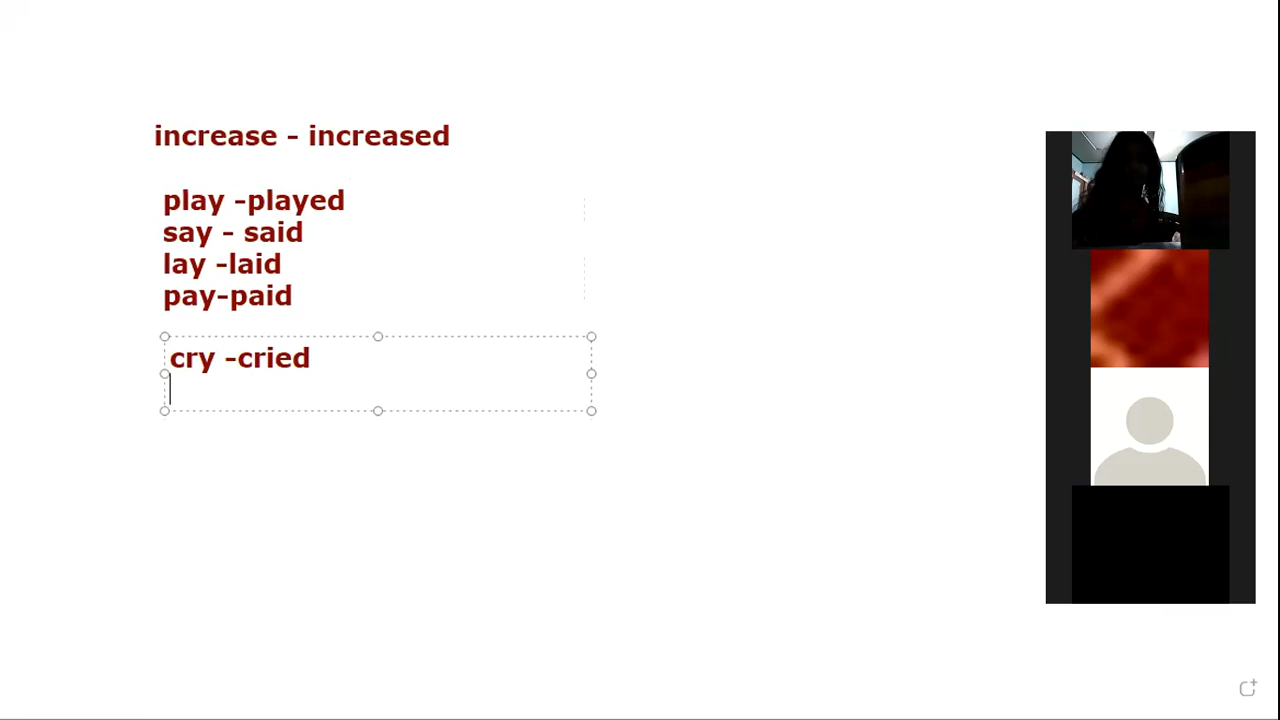 increase - increased
play -played
say - said
lay -laid
pay-paid
cry -cried